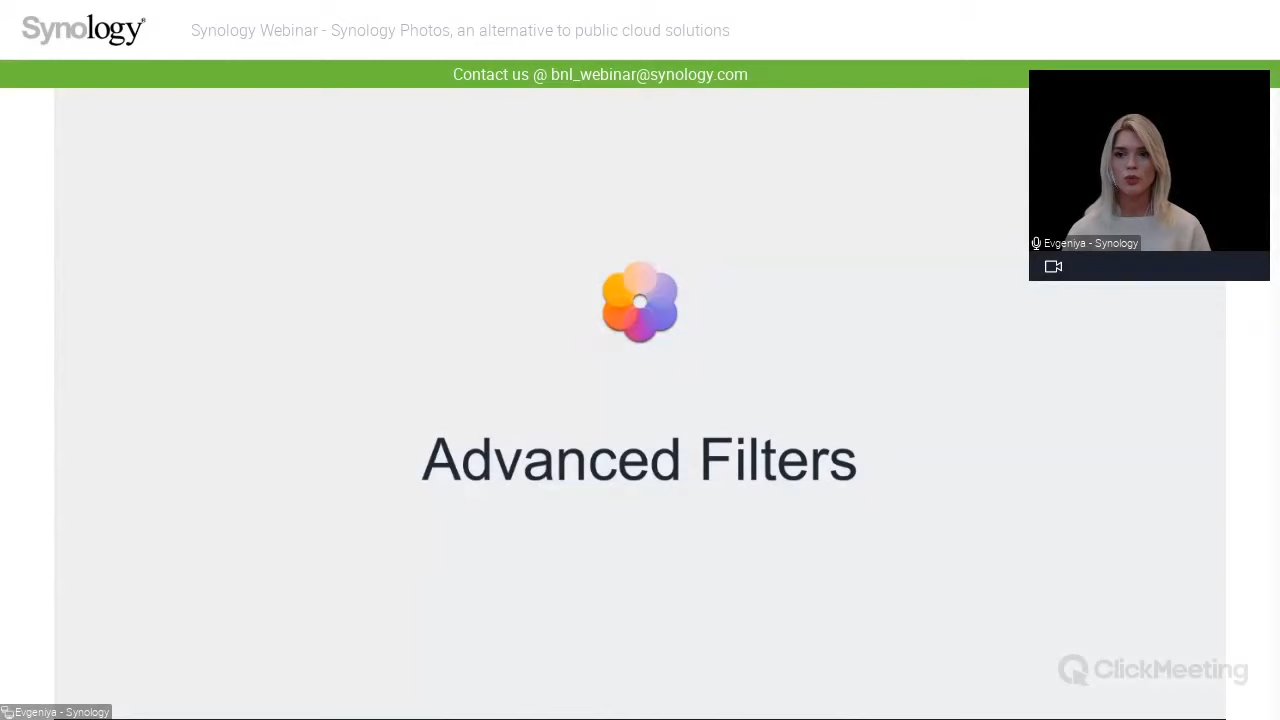 Synology®
Synology Webinar - Synology Photos, an alternative to public cloud solutions
Contact us @ bnl_webinar@synology.com
Evgeniya - Synology
Advanced Filters
ClickMeeting
Evgeniya - Synology